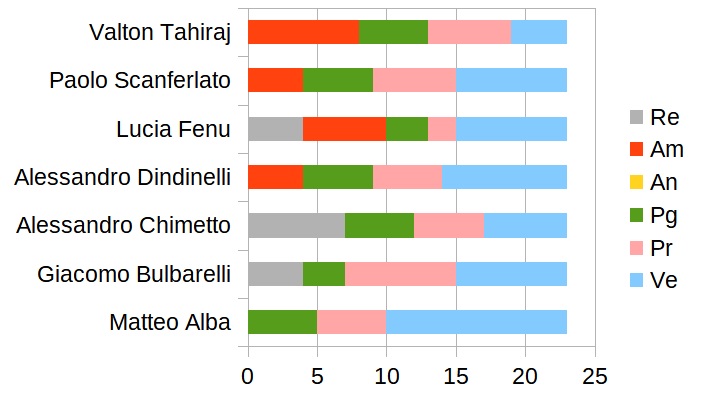 Valton Tahiraj
Paolo Scanferlato
Lucia Fenu
Alessandro Dindinelli
Alessandro Chimetto
Giacomo Bulbarelli
Matteo Alba
0 5 10 15 20 25
Re
Am
An
Pg
Pr
Ve